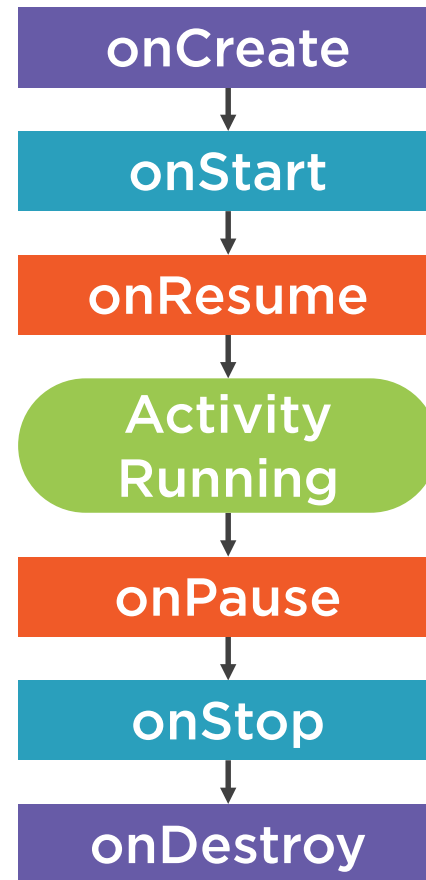 onCreate
onStart
onResume
Activity
Running
onPause
onStop
onDestroy